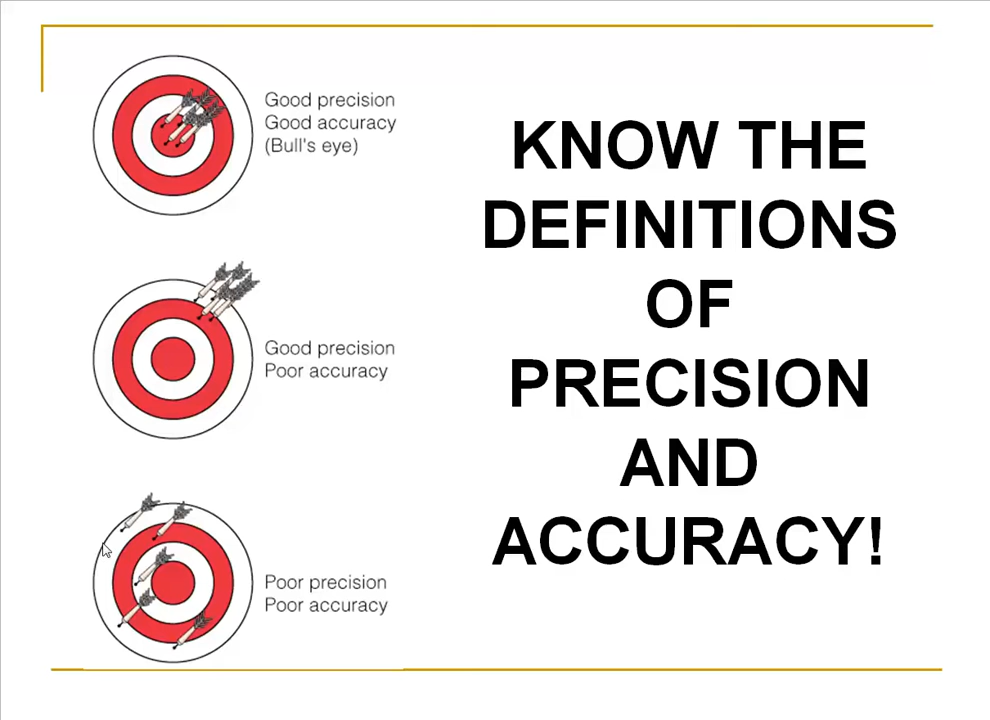 Good precision
Good accuracy
(Bull's eye)
Good precision
Poor accuracy
Poor precision
Poor accuracy
KNOW THE
DEFINITIONS
OF
PRECISION
AND
ACCURACY!